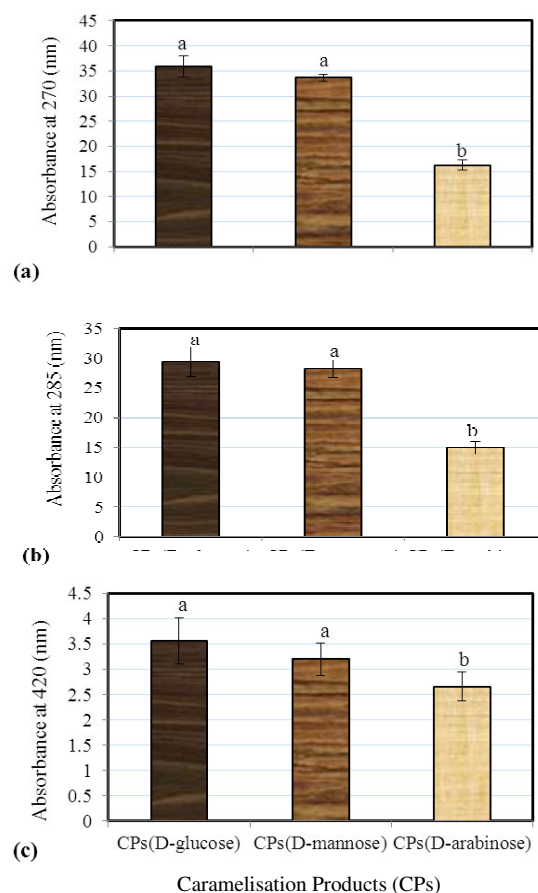 45
40
35
30
25
20
15
10
5
0
Absorbance at 270 (nm)
a
a
b
(a)
35
30
25
20
15
10
5
0
Absorbance at 285 (nm)
a
a
b
(b)
4.5
4
3.5
3
2.5
2
1.5
1
0.5
0
Absorbance at 420 (nm)
a
a
b
(c)
CPs(D-glucose) CPs(D-mannose) CPs(D-arabinose)
Caramelisation Products (CPs)